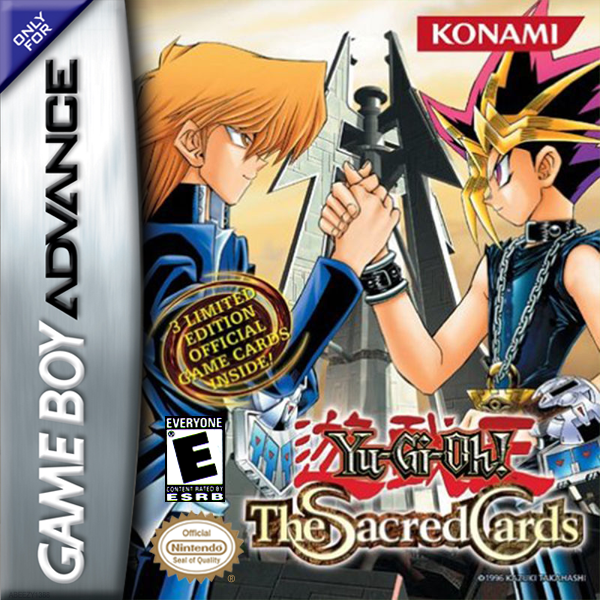 ONLY
FOR
GAME BOY ADVANCE
KONAMI
3 LIMITED
EDITION
OFFICIAL
GAME CARDS
INSIDE!
EVERYONE
E
CONTENT RATED BY
ESRB
Official
Nintendo
Seal of Quality
®
遊戯王
Yu-Gi-Oh!
The Sacred Cards
©1996 KAZUKI TAKAHASHI